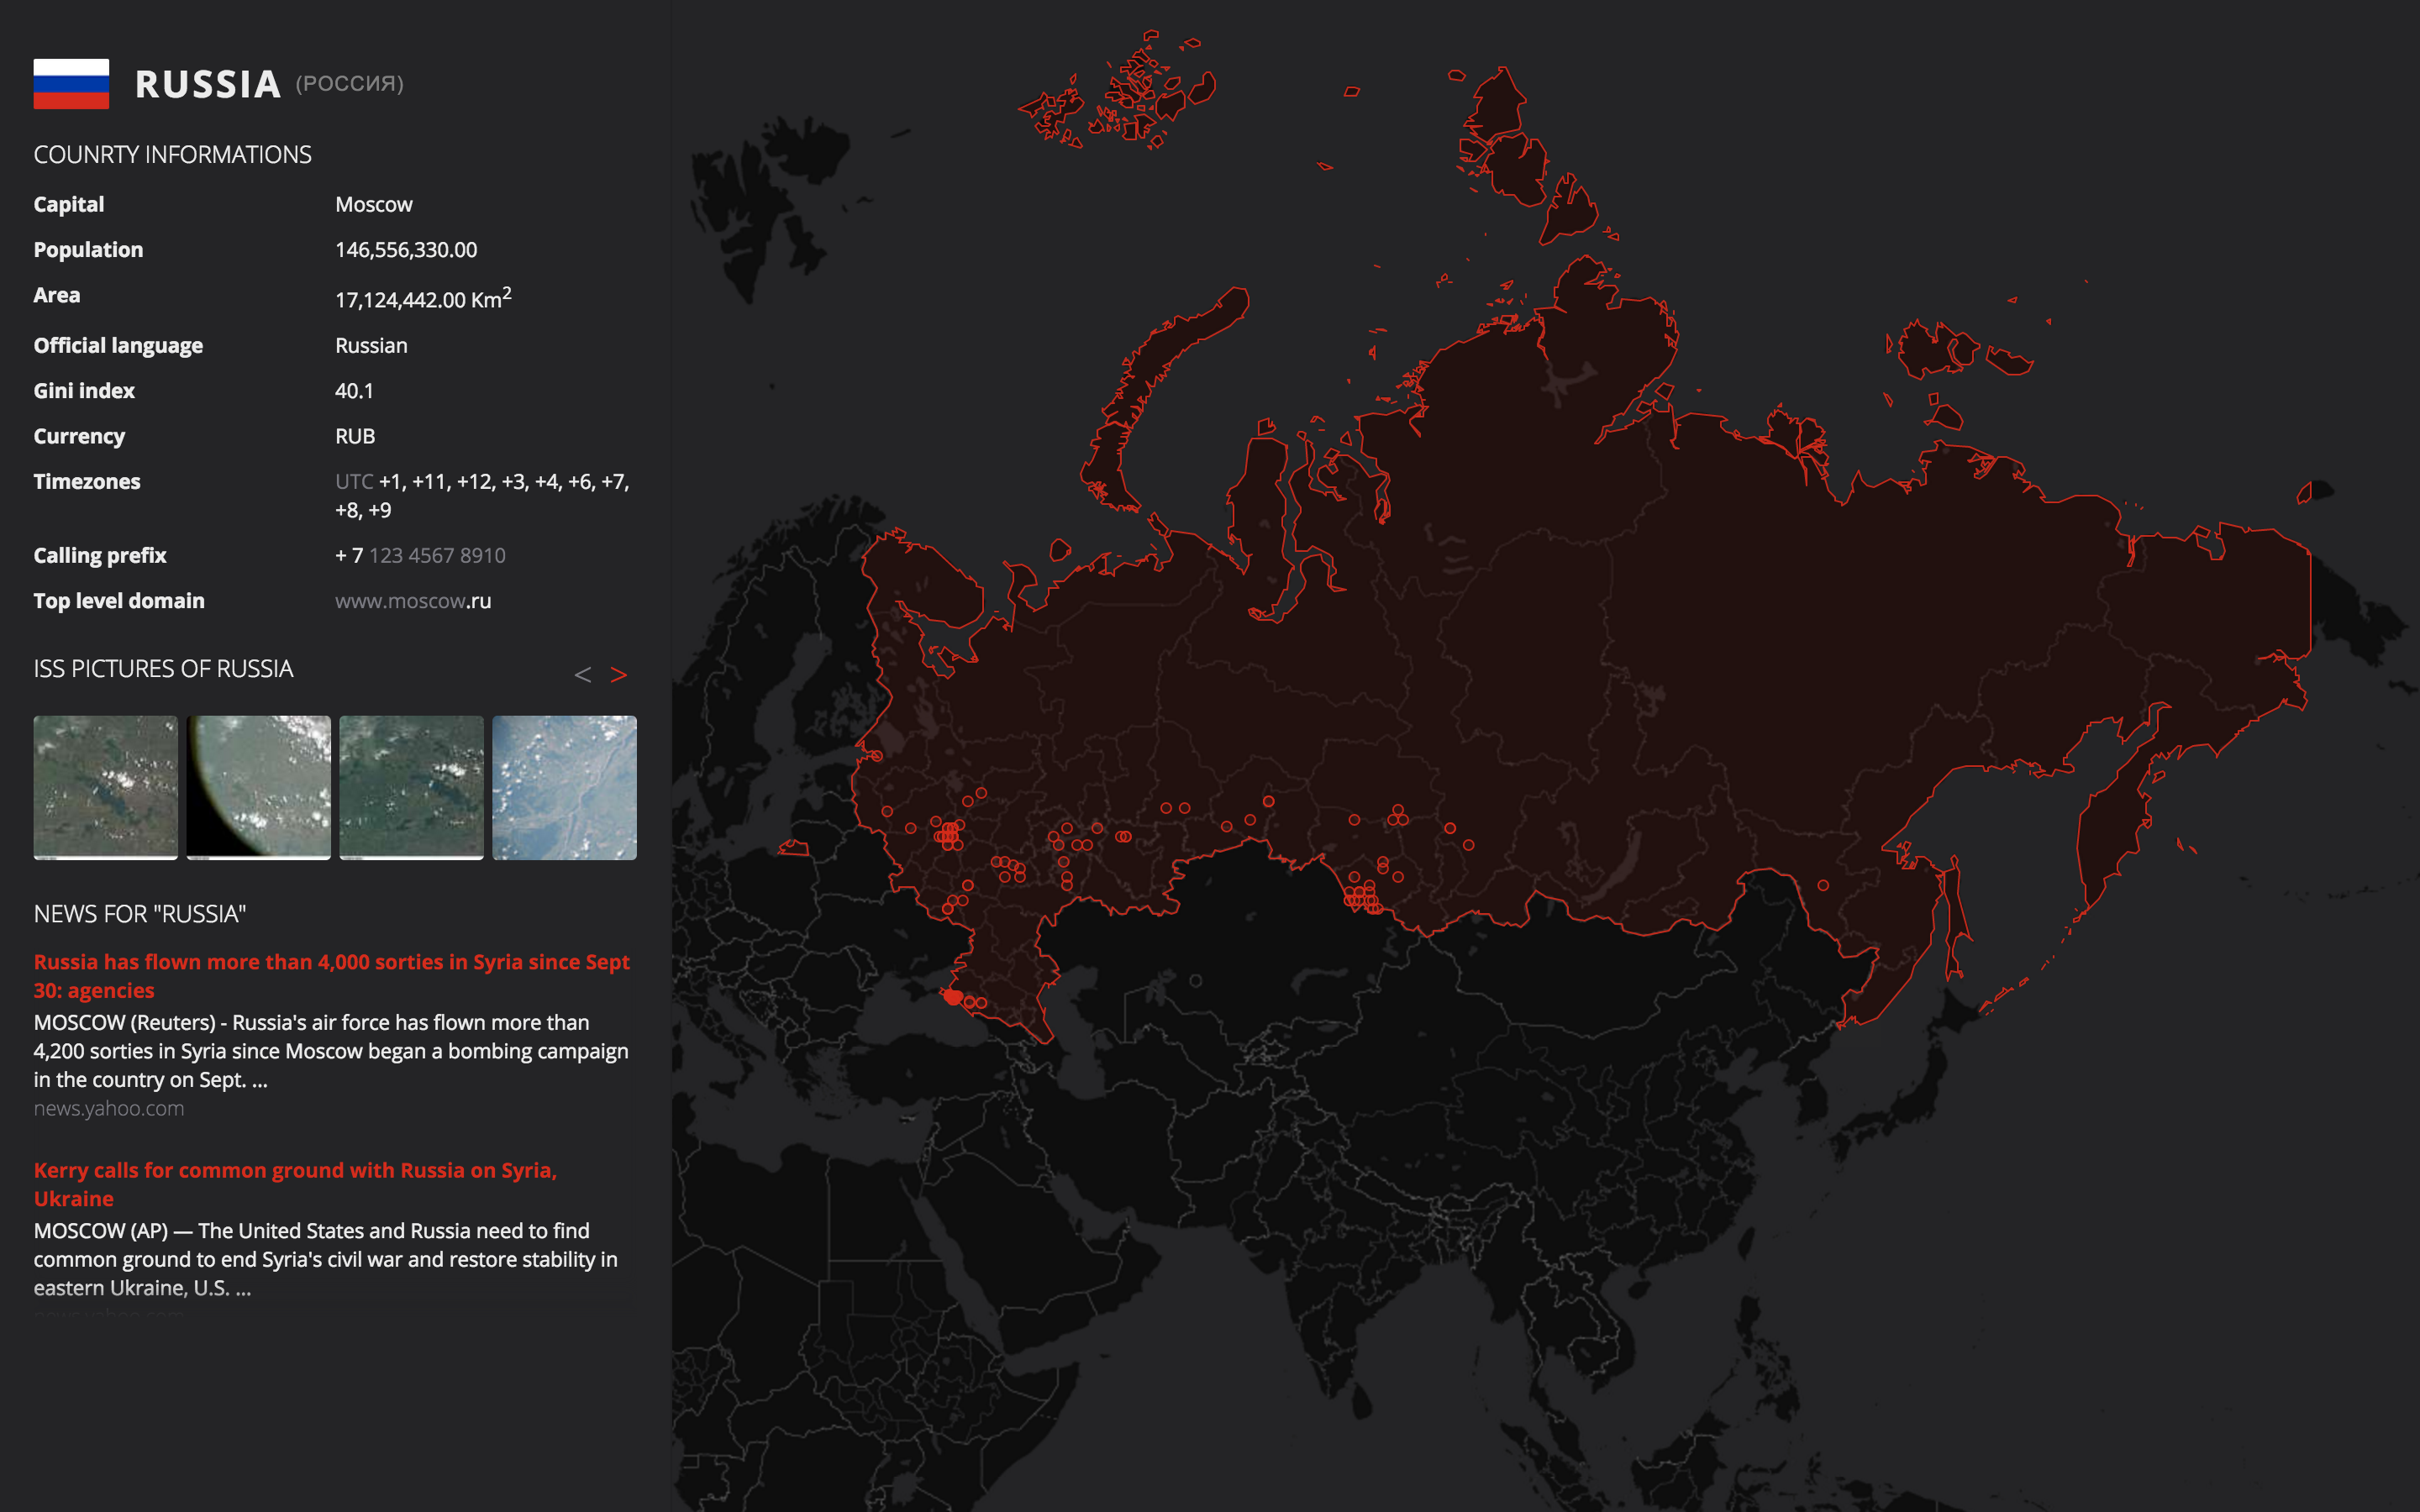 RUSSIA (РОССИЯ)
COUNRTY INFORMATIONS
Capital Moscow
Population 146,556,330.00
Area 17,124,442.00 Km2
Official language Russian
Gini index 40.1
Currency RUB
Timezones UTC +1, +11, +12, +3, +4, +6, +7,
+8, +9
Calling prefix + 7 123 4567 8910
Top level domain www.moscow.ru
ISS PICTURES OF RUSSIA < >
NEWS FOR "RUSSIA"
Russia has flown more than 4,000 sorties in Syria since Sept
30: agencies
MOSCOW (Reuters) - Russia's air force has flown more than
4,200 sorties in Syria since Moscow began a bombing campaign
in the country on Sept. ...
news.yahoo.com
Kerry calls for common ground with Russia on Syria,
Ukraine
MOSCOW (AP) — The United States and Russia need to find
common ground to end Syria's civil war and restore stability in
eastern Ukraine, U.S. ...
news.yahoo.com